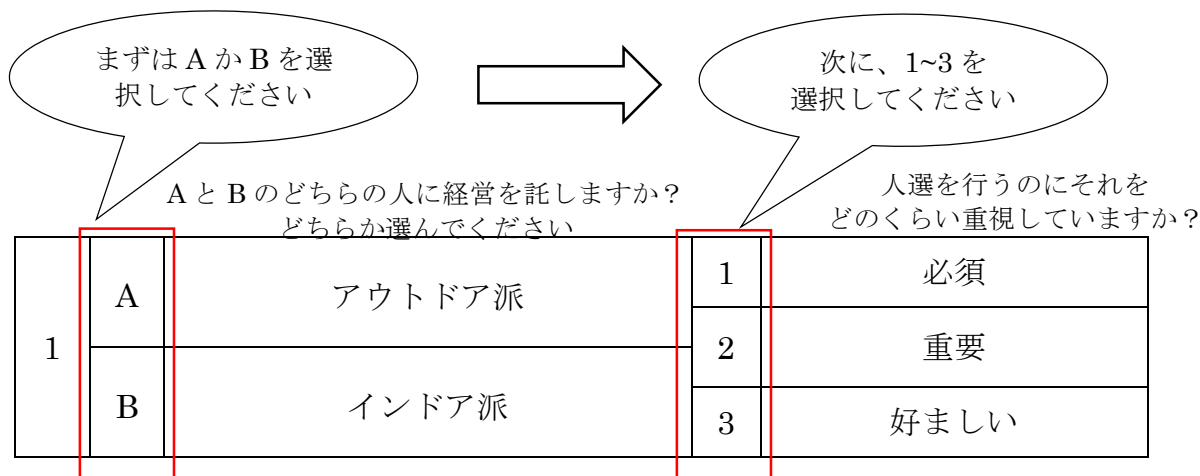 まずは A か B を選
択してください
次に、1~3 を
選択してください
A と B のどちらの人に経営を託しますか？
どちらか選んでください
人選を行うのにそれを
どのくらい重視していますか？
1
A
アウトドア派
B
インドア派
1
必須
2
重要
3
好ましい